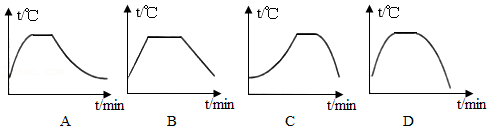 t/℃ t/℃ t/℃ t/℃
t/min t/min t/min t/min
A B C D